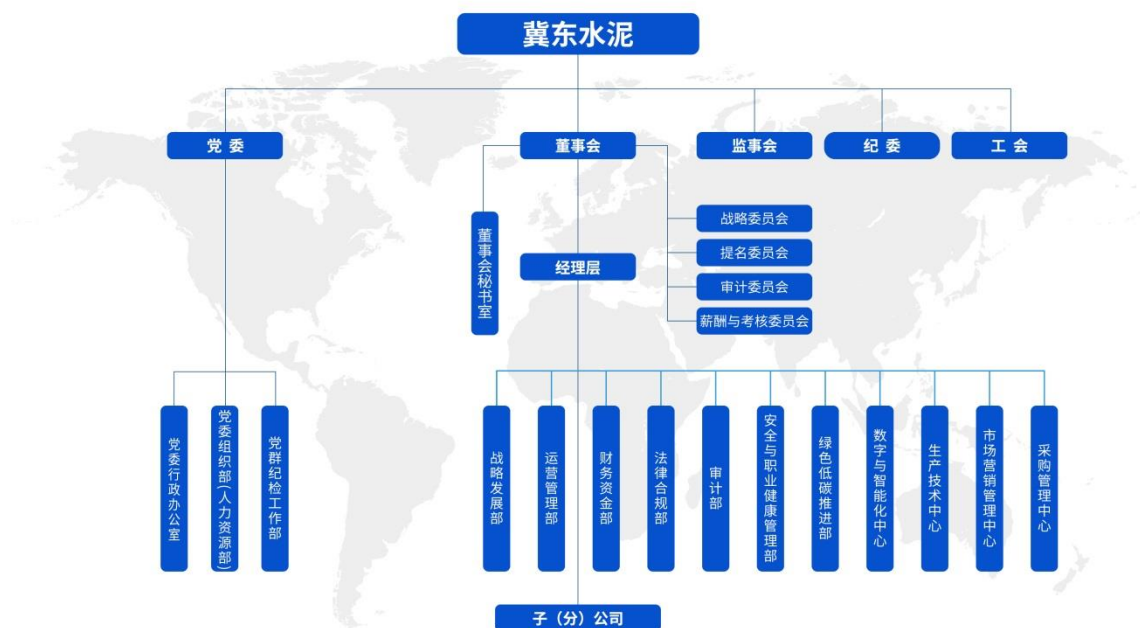 冀东水泥
党 委
董事会
监事会
纪 委
工 会
董事会秘书室
战略委员会
提名委员会
审计委员会
薪酬与考核委员会
经理层
党委行政办公室
党委组织部(人力资源部)
党群纪检工作部
战略发展部
运营管理部
财务资金部
法律合规部
审计部
安全与职业健康管理部
绿色低碳推进部
数字与智能化中心
生产技术中心
市场营销管理中心
采购管理中心
子（分）公司